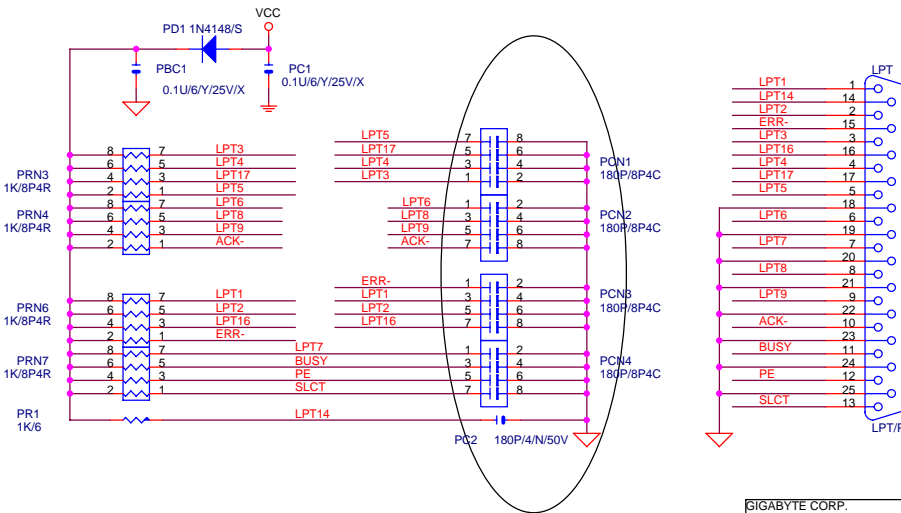 VCC
PD1 1N4148/S
PBC1
0.1U/6/Y/25V/X
PC1
0.1U/6/Y/25V/X
PRN3
1K/8P4R
8 7 LPT3
6 5 LPT4
4 3 LPT17
2 1 LPT5
PRN4
1K/8P4R
8 7 LPT6
6 5 LPT8
4 3 LPT9
2 1 ACK-
PRN6
1K/8P4R
8 7 LPT1
6 5 LPT2
4 3 LPT16
2 1 ERR-
PRN7
1K/8P4R
8 7 LPT7
6 5 BUSY
4 3 PE
2 1 SLCT
PR1
1K/6
LPT14
LPT5 7 8
LPT17 5 6
LPT4 3 4
LPT3 1 2
PCN1
180P/8P4C
LPT6 1 2
LPT8 3 4
LPT9 5 6
ACK- 7 8
PCN2
180P/8P4C
ERR- 1 2
LPT1 3 4
LPT2 5 6
LPT16 7 8
PCN3
180P/8P4C
1 2
3 4
5 6
7 8
PCN4
180P/8P4C
PC2 180P/4/N/50V
LPT
LPT1 1
LPT14 14
LPT2 2
ERR- 15
LPT3 3
LPT16 16
LPT4 4
LPT17 17
LPT5 5
18
LPT6 6
19
LPT7 7
20
LPT8 8
21
LPT9 9
22
ACK- 10
23
BUSY 11
24
PE 12
25
SLCT 13
GIGABYTE CORP.